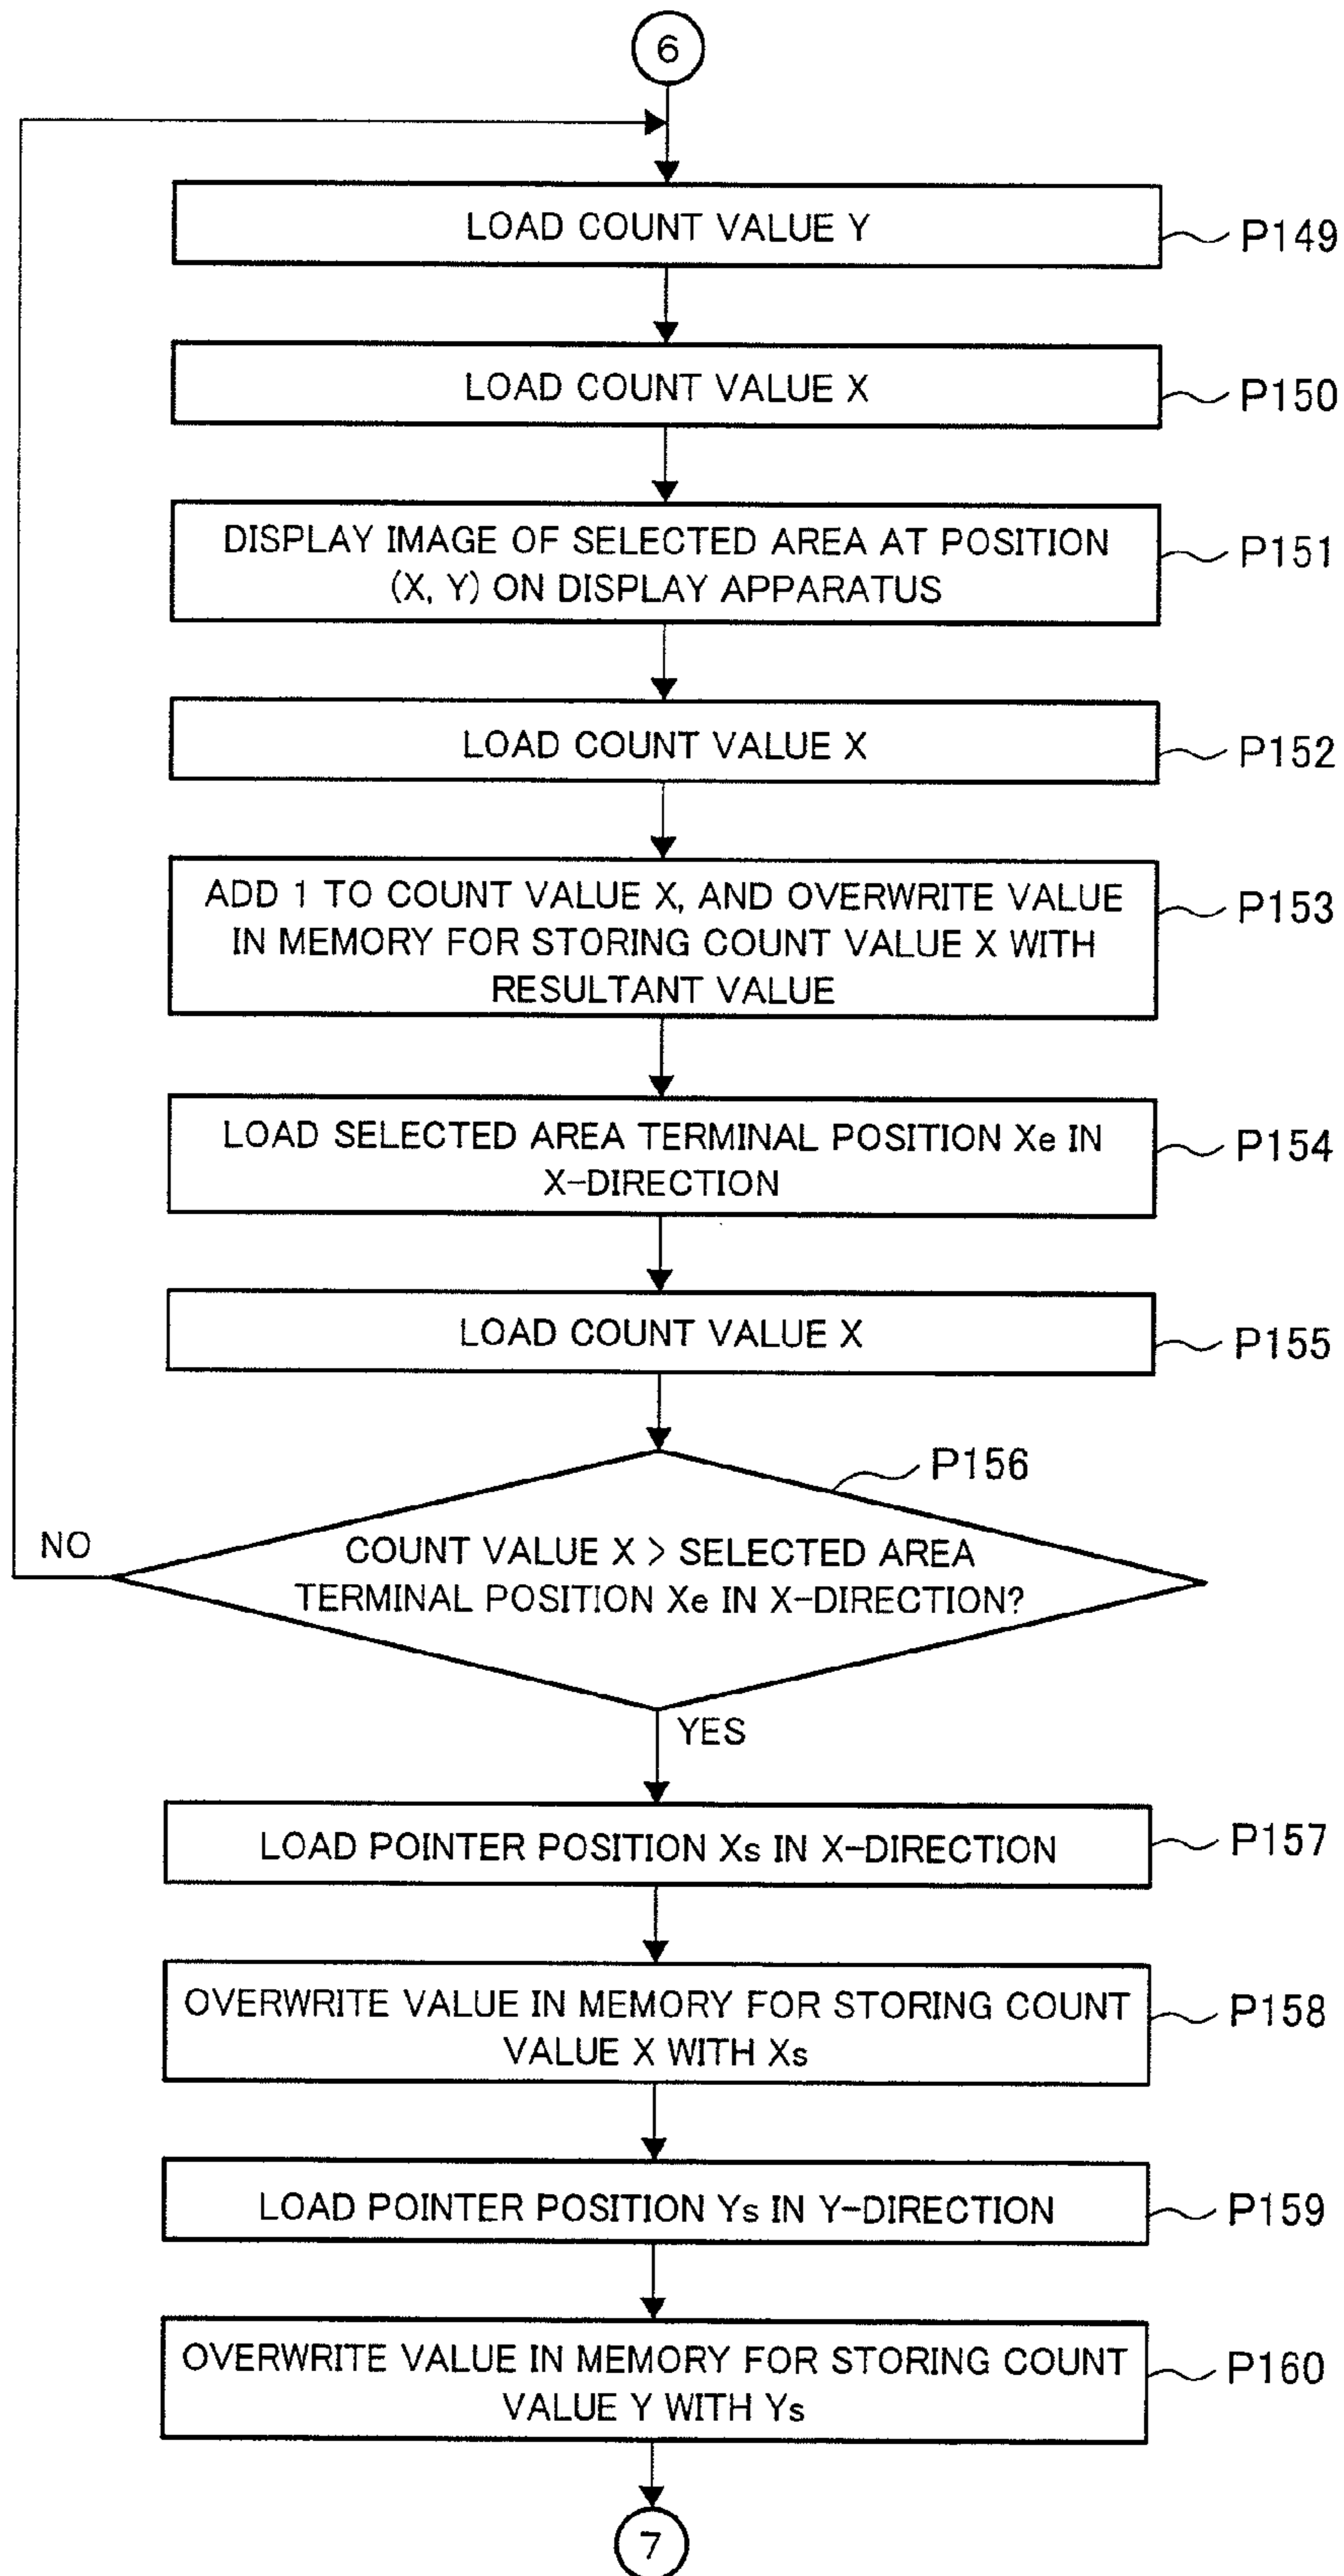 6
LOAD COUNT VALUE Y
P149
LOAD COUNT VALUE X
P150
DISPLAY IMAGE OF SELECTED AREA AT POSITION
(X, Y) ON DISPLAY APPARATUS
P151
LOAD COUNT VALUE X
P152
ADD 1 TO COUNT VALUE X, AND OVERWRITE VALUE
IN MEMORY FOR STORING COUNT VALUE X WITH
RESULTANT VALUE
P153
LOAD SELECTED AREA TERMINAL POSITION Xe IN
X-DIRECTION
P154
LOAD COUNT VALUE X
P155
P156
NO
COUNT VALUE X > SELECTED AREA
TERMINAL POSITION Xe IN X-DIRECTION?
YES
LOAD POINTER POSITION Xs IN X-DIRECTION
P157
OVERWRITE VALUE IN MEMORY FOR STORING COUNT
VALUE X WITH Xs
P158
LOAD POINTER POSITION Ys IN Y-DIRECTION
P159
OVERWRITE VALUE IN MEMORY FOR STORING COUNT
VALUE Y WITH Ys
P160
7